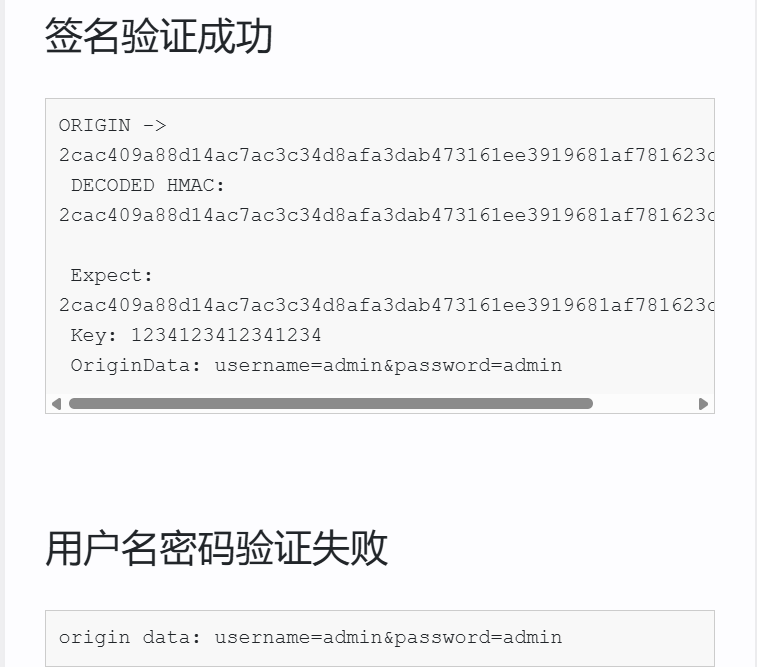 签名验证成功
ORIGIN ->
2cac409a88d14ac7ac3c34d8afa3dab473161ee3919681af781623c
DECODED HMAC:
2cac409a88d14ac7ac3c34d8afa3dab473161ee3919681af781623c
Expect:
2cac409a88d14ac7ac3c34d8afa3dab473161ee3919681af781623c
Key: 1234123412341234
OriginData: username=admin&password=admin
用户名密码验证失败
origin data: username=admin&password=admin